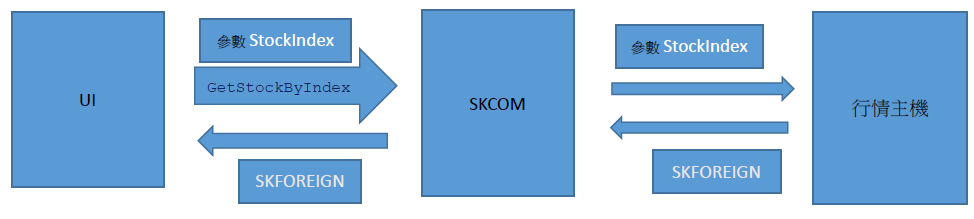 UI
參數 StockIndex
GetStockByIndex
SKFOREIGN
SKCOM
參數 StockIndex
SKFOREIGN
行情主機